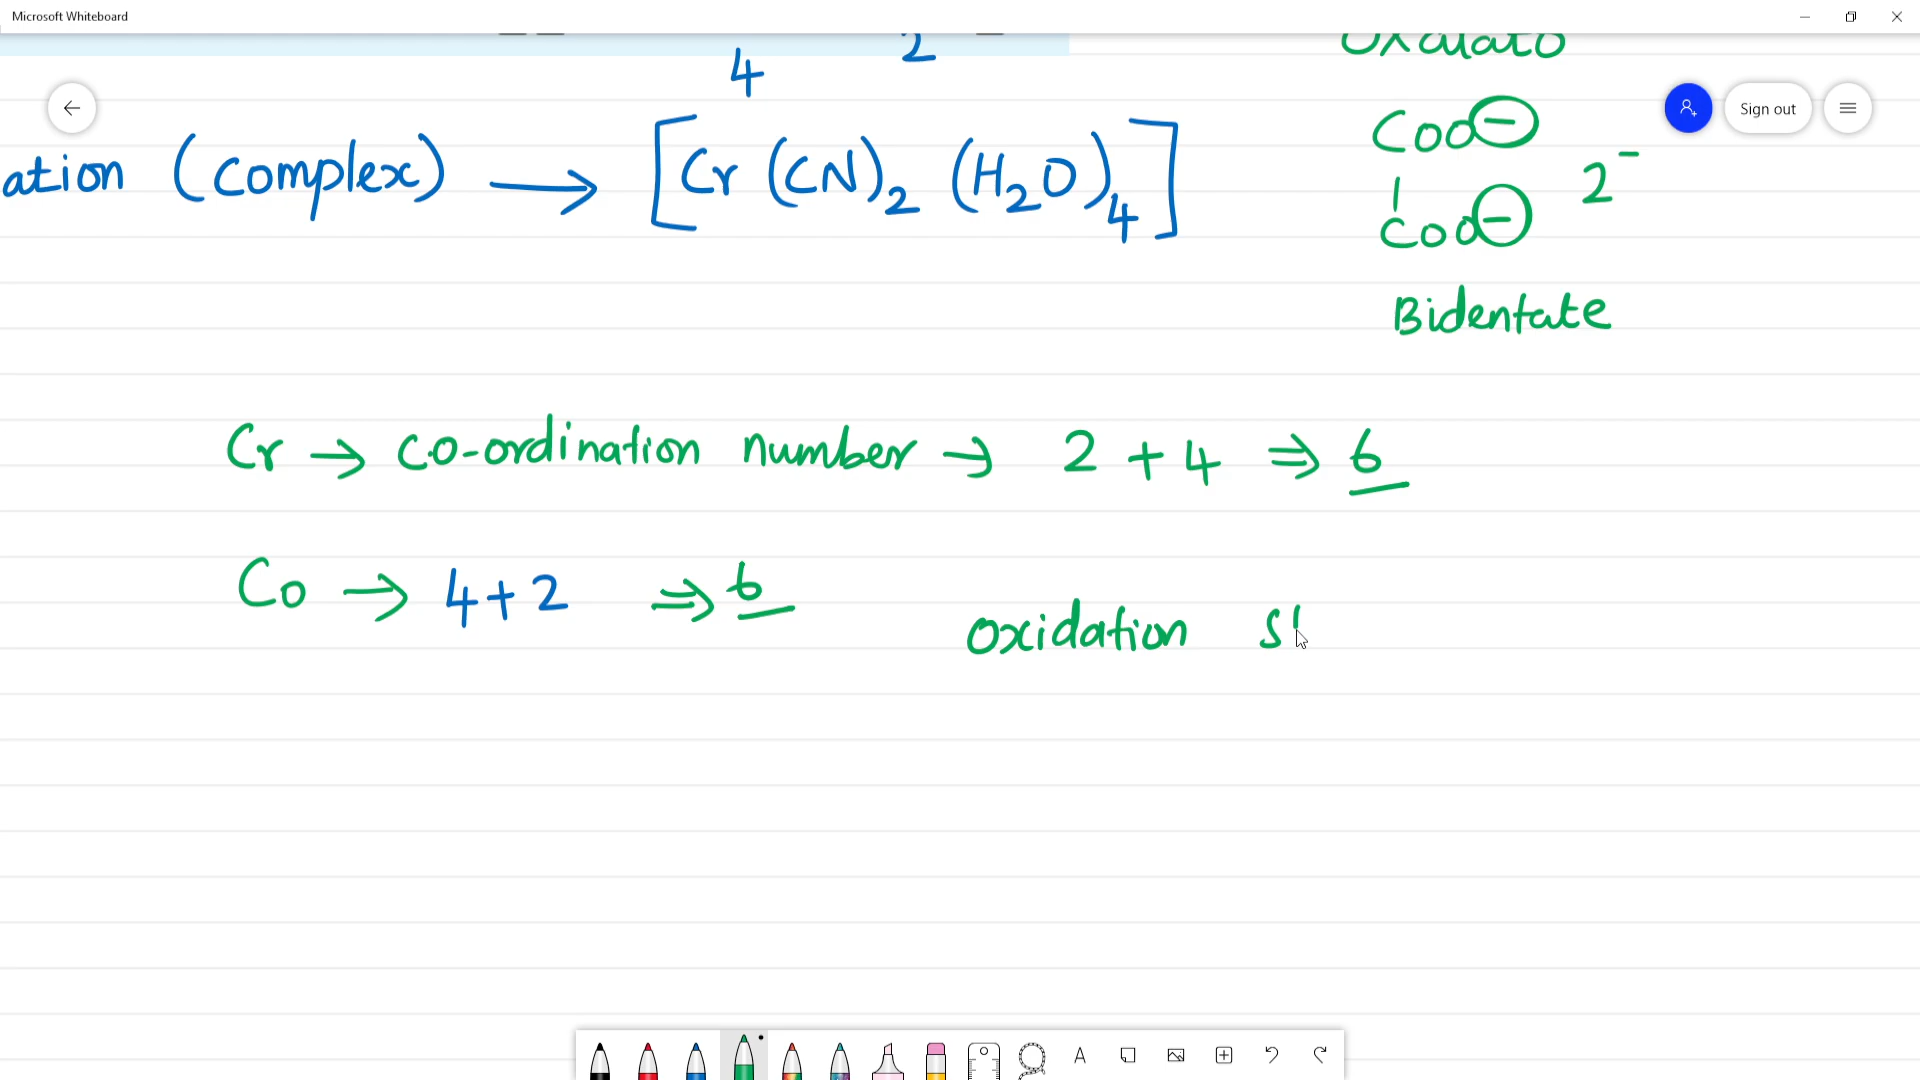 Microsoft Whiteboard
Oxalato
4 2
Sign out
ation (complex) → [Cr (CN)₂ (H₂O)₄]
COO⊖
COO⊖ 2⁻
Bidentate
Cr → co-ordination number → 2 + 4 ⇒ 6
Co → 4+2 ⇒ 6
oxidation
A